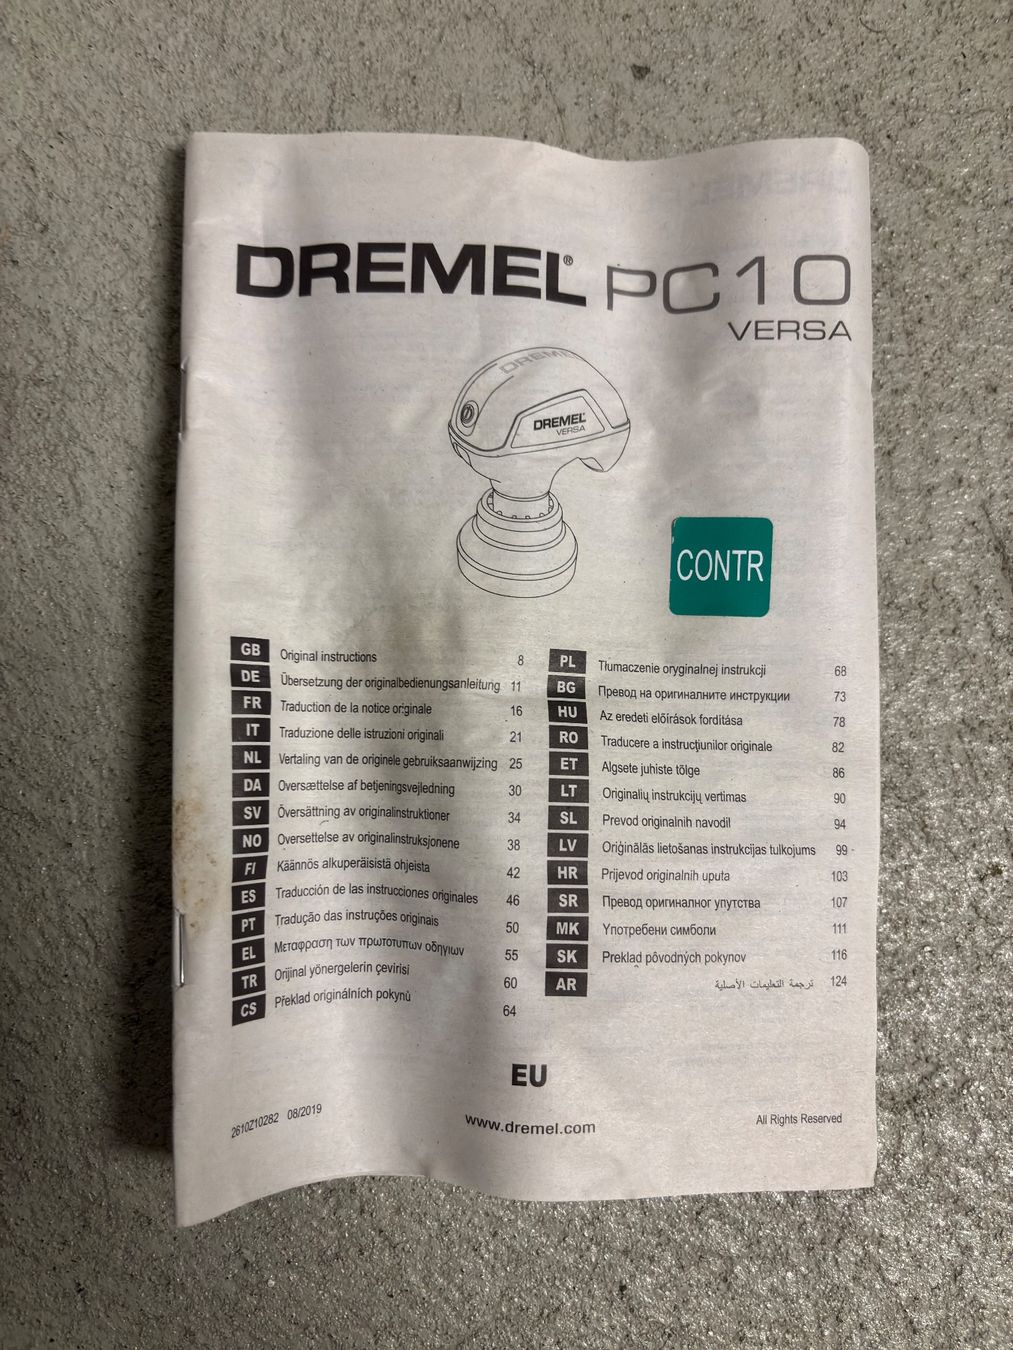 DREMEL® PC10
VERSA
DREMEL
DREMEL
VERSA
CONTR
GB Original instructions 8
DE Übersetzung der originalbedienungsanleitung 11
FR Traduction de la notice originale 16
IT Traduzione delle istruzioni originali 21
NL Vertaling van de originele gebruiksaanwijzing 25
DA Oversættelse af betjeningsvejledning 30
SV Översättning av originalinstruktioner 34
NO Oversettelse av originalinstruksjonene 38
FI Käännös alkuperäisistä ohjeista 42
ES Traducción de las instrucciones originales 46
PT Tradução das instruções originais 50
EL Μεταφραση των πρωτοτυπων οδηγιων 55
TR Orijinal yönergelerin çevirisi 60
CS Překlad originálních pokynů 64
PL Tłumaczenie oryginalnej instrukcji 68
BG Превод на оригиналните инструкции 73
HU Az eredeti előírások fordítása 78
RO Traducere a instrucţiunilor originale 82
ET Algsete juhiste tõlge 86
LT Originalių instrukcijų vertimas 90
SL Prevod originalnih navodil 94
LV Oriģinālās lietošanas instrukcijas tulkojums 99
HR Prijevod originalnih uputa 103
SR Превод оригиналног упутства 107
MK Употребени симболи 111
SK Preklad pôvodných pokynov 116
AR ترجمة التعليمات الأصلية 124
EU
2610Z10282 08/2019
www.dremel.com
All Rights Reserved